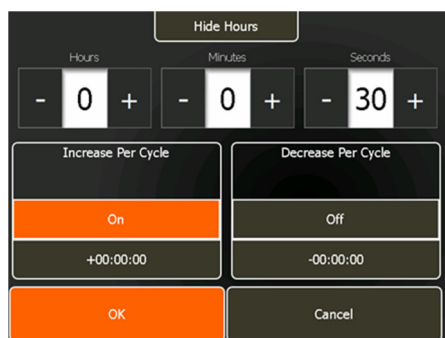 Hide Hours
Hours Minutes Seconds
- 0 + - 0 + - 30 +
Increase Per Cycle Decrease Per Cycle
On Off
+00:00:00 -00:00:00
OK Cancel